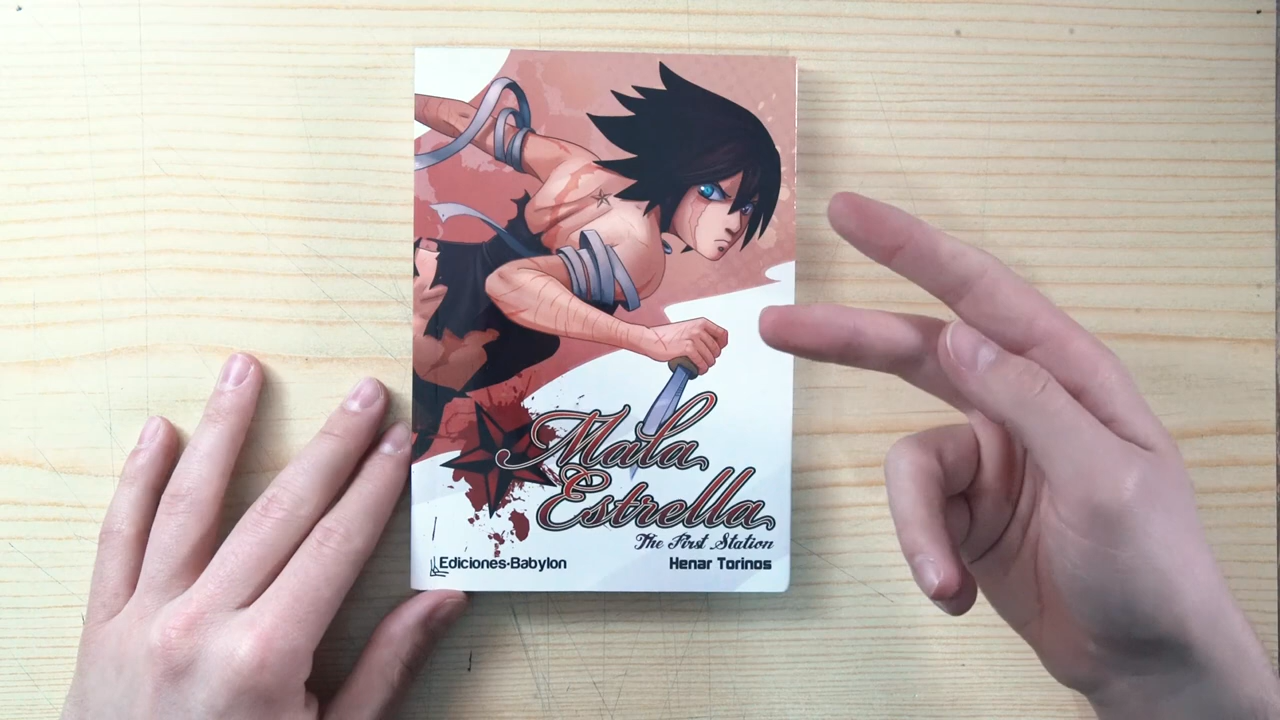 Mala
Estrella
The First Station
Ediciones·Babylon
Henar Torinos